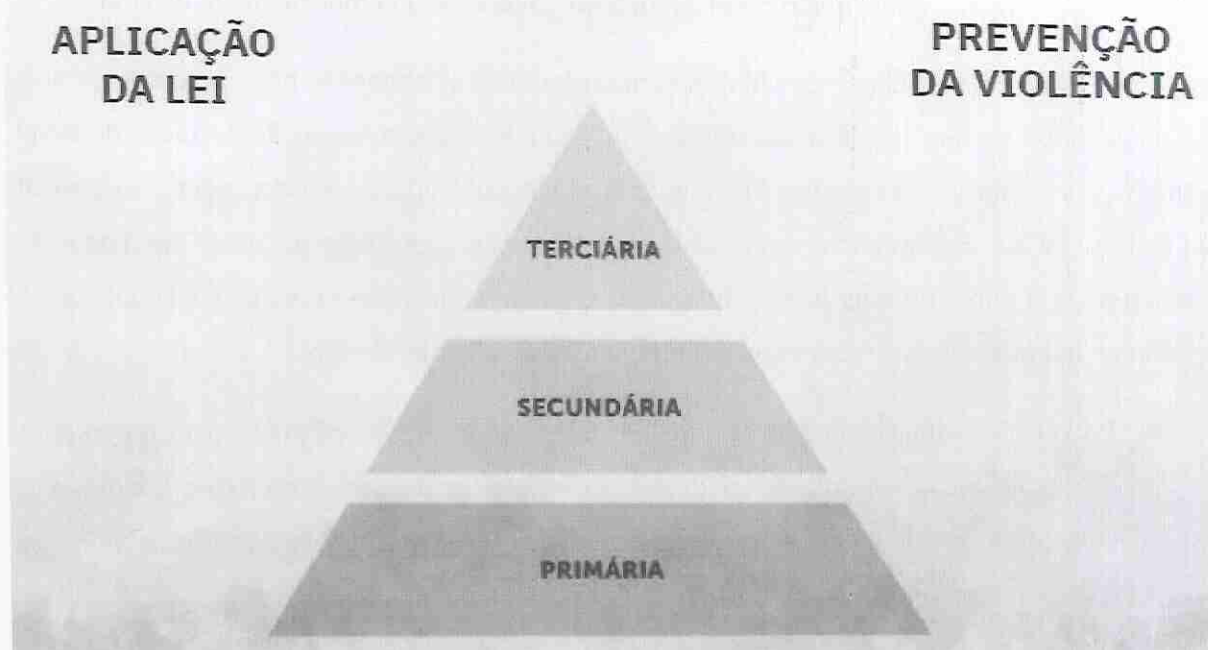 APLICAÇÃO
DA LEI
PREVENÇÃO
DA VIOLÊNCIA
TERCIÁRIA
SECUNDÁRIA
PRIMÁRIA